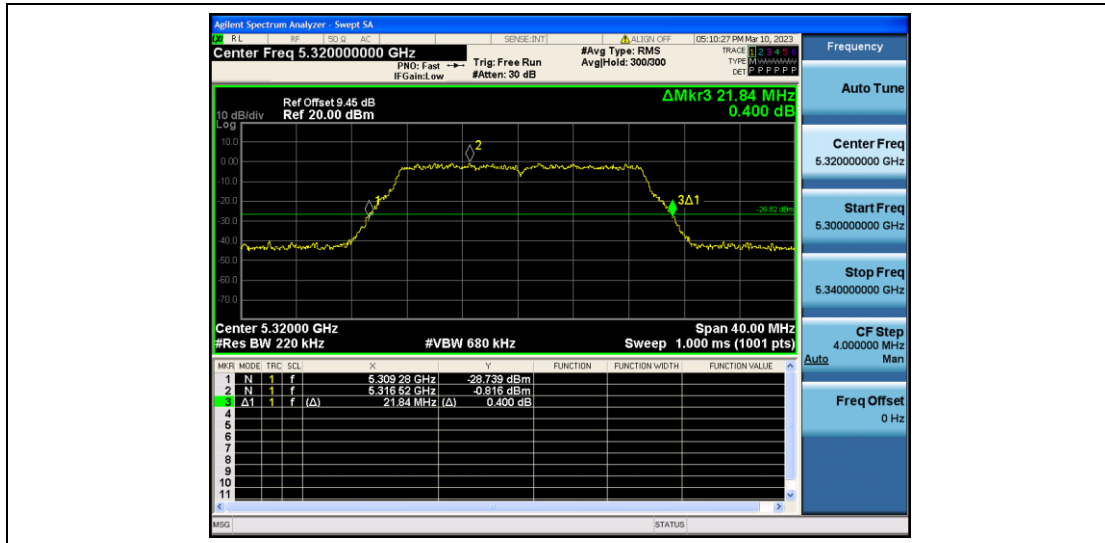 Agilent Spectrum Analyzer - Swept SA
RL RF 50 Ω AC SENSE:INT ALIGN OFF 05:10:27 PM Mar 10, 2023
Center Freq 5.320000000 GHz
PNO: Fast
IFGain:Low
Trig: Free Run
#Atten: 30 dB
#Avg Type: RMS
Avg|Hold: 300/300
TRACE 1 2 3 4 5 6
TYPE M
DET P P P P P P
Frequency
Auto Tune
Center Freq
5.320000000 GHz
Start Freq
5.300000000 GHz
Stop Freq
5.340000000 GHz
CF Step
4.000000 MHz
Auto Man
Freq Offset
0 Hz
ΔMkr3 21.84 MHz
0.400 dB
Ref Offset 9.45 dB
10 dB/div Ref 20.00 dBm
Log
10.0
0.00
-10.0
-20.0
-30.0
-40.0
-50.0
-60.0
-70.0
1
2
3Δ1
-26.82 dBm
Center 5.32000 GHz Span 40.00 MHz
#Res BW 220 kHz #VBW 680 kHz Sweep 1.000 ms (1001 pts)
MKR MODE TRC SCL X Y FUNCTION FUNCTION WIDTH FUNCTION VALUE
1 N 1 f 5.309 28 GHz -28.739 dBm
2 N 1 f 5.316 52 GHz -0.816 dBm
3 Δ1 1 f (Δ) 21.84 MHz (Δ) 0.400 dB
4
5
6
7
8
9
10
11
MSG STATUS